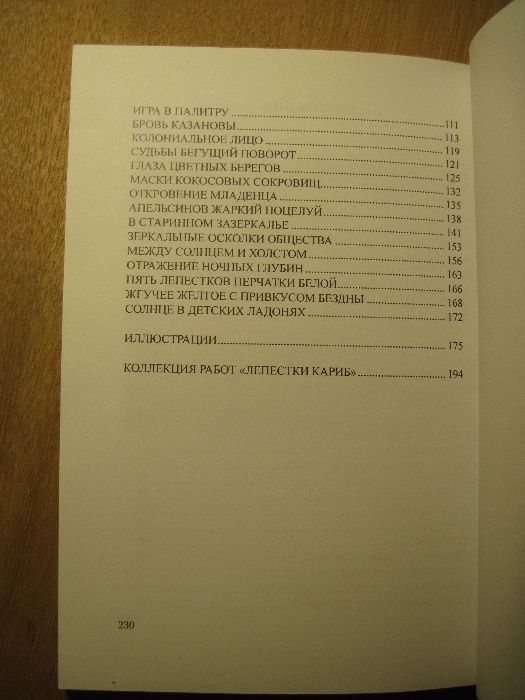 ИГРА В ПАЛИТРУ 111
БРОВЬ КАЗАНОВЫ 113
КОЛОНИАЛЬНОЕ ЛИЦО 119
СУДЬБЫ БЕГУЩИЙ ПОВОРОТ 121
ГЛАЗА ЦВЕТНЫХ БЕРЕГОВ 125
МАСКИ КОКОСОВЫХ СОКРОВИЩ 132
ОТКРОВЕНИЕ МЛАДЕНЦА 135
АПЕЛЬСИНОВ ЖАРКИЙ ПОЦЕЛУЙ 138
В СТАРИННОМ ЗАЗЕРКАЛЬЕ 141
ЗЕРКАЛЬНЫЕ ОСКОЛКИ ОБЩЕСТВА 153
МЕЖДУ СОЛНЦЕМ И ХОЛСТОМ 156
ОТРАЖЕНИЕ НОЧНЫХ ГЛУБИН 163
ПЯТЬ ЛЕПЕСТКОВ ПЕРЧАТКИ БЕЛОЙ 166
ЖГУЧЕЕ ЖЕЛТОЕ С ПРИВКУСОМ БЕЗДНЫ 168
СОЛНЦЕ В ДЕТСКИХ ЛАДОНЯХ 172
ИЛЛЮСТРАЦИИ 175
КОЛЛЕКЦИЯ РАБОТ «ЛЕПЕСТКИ КАРИБ» 194
230